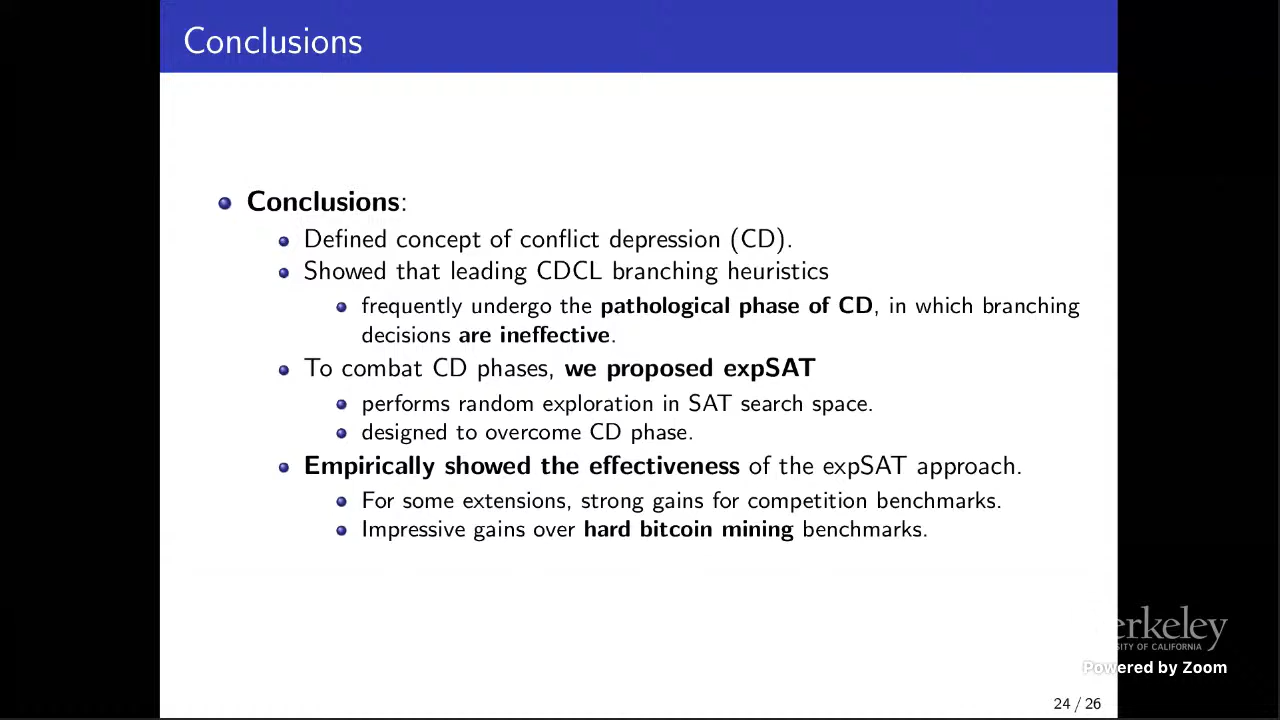 Conclusions
Conclusions:
Defined concept of conflict depression (CD).
Showed that leading CDCL branching heuristics
frequently undergo the pathological phase of CD, in which branching
decisions are ineffective.
To combat CD phases, we proposed expSAT
performs random exploration in SAT search space.
designed to overcome CD phase.
Empirically showed the effectiveness of the expSAT approach.
For some extensions, strong gains for competition benchmarks.
Impressive gains over hard bitcoin mining benchmarks.
erkeley
SITY OF CALIFORNIA
Powered by Zoom
24 / 26